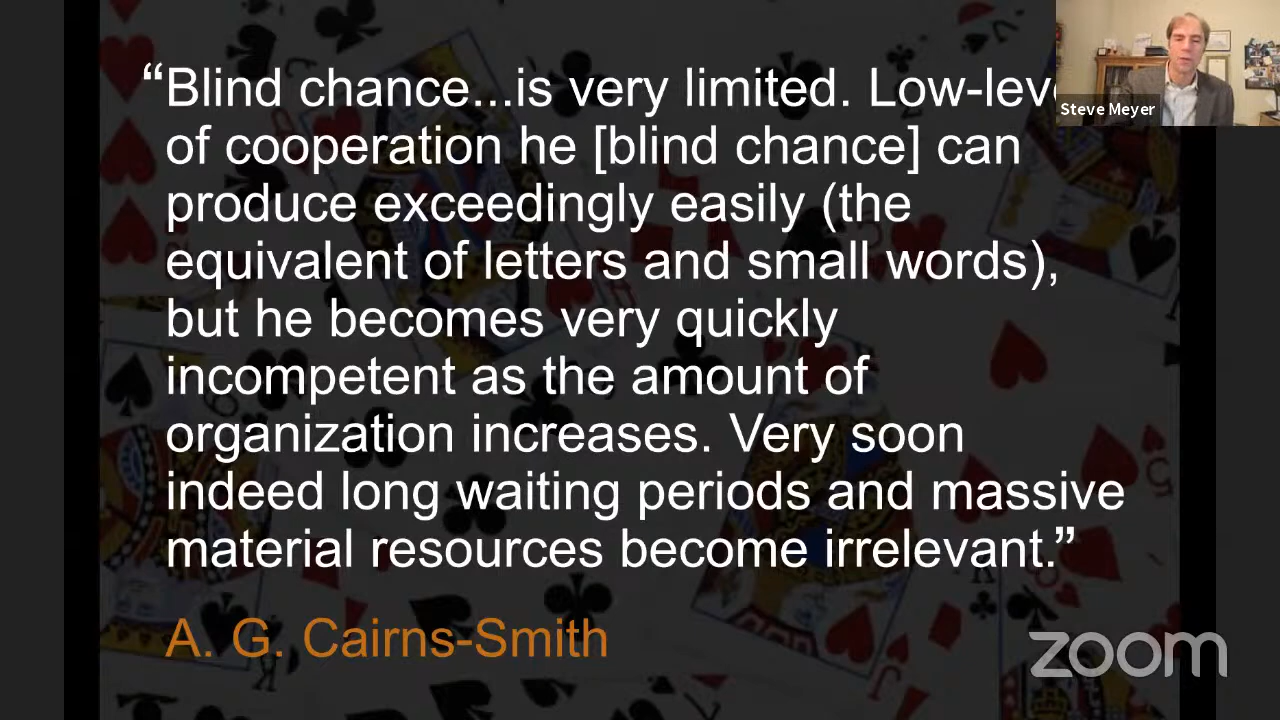 “Blind chance...is very limited. Low-leve
of cooperation he [blind chance] can
produce exceedingly easily (the
equivalent of letters and small words),
but he becomes very quickly
incompetent as the amount of
organization increases. Very soon
indeed long waiting periods and massive
material resources become irrelevant.”
A. G. Cairns-Smith
Steve Meyer
zoom